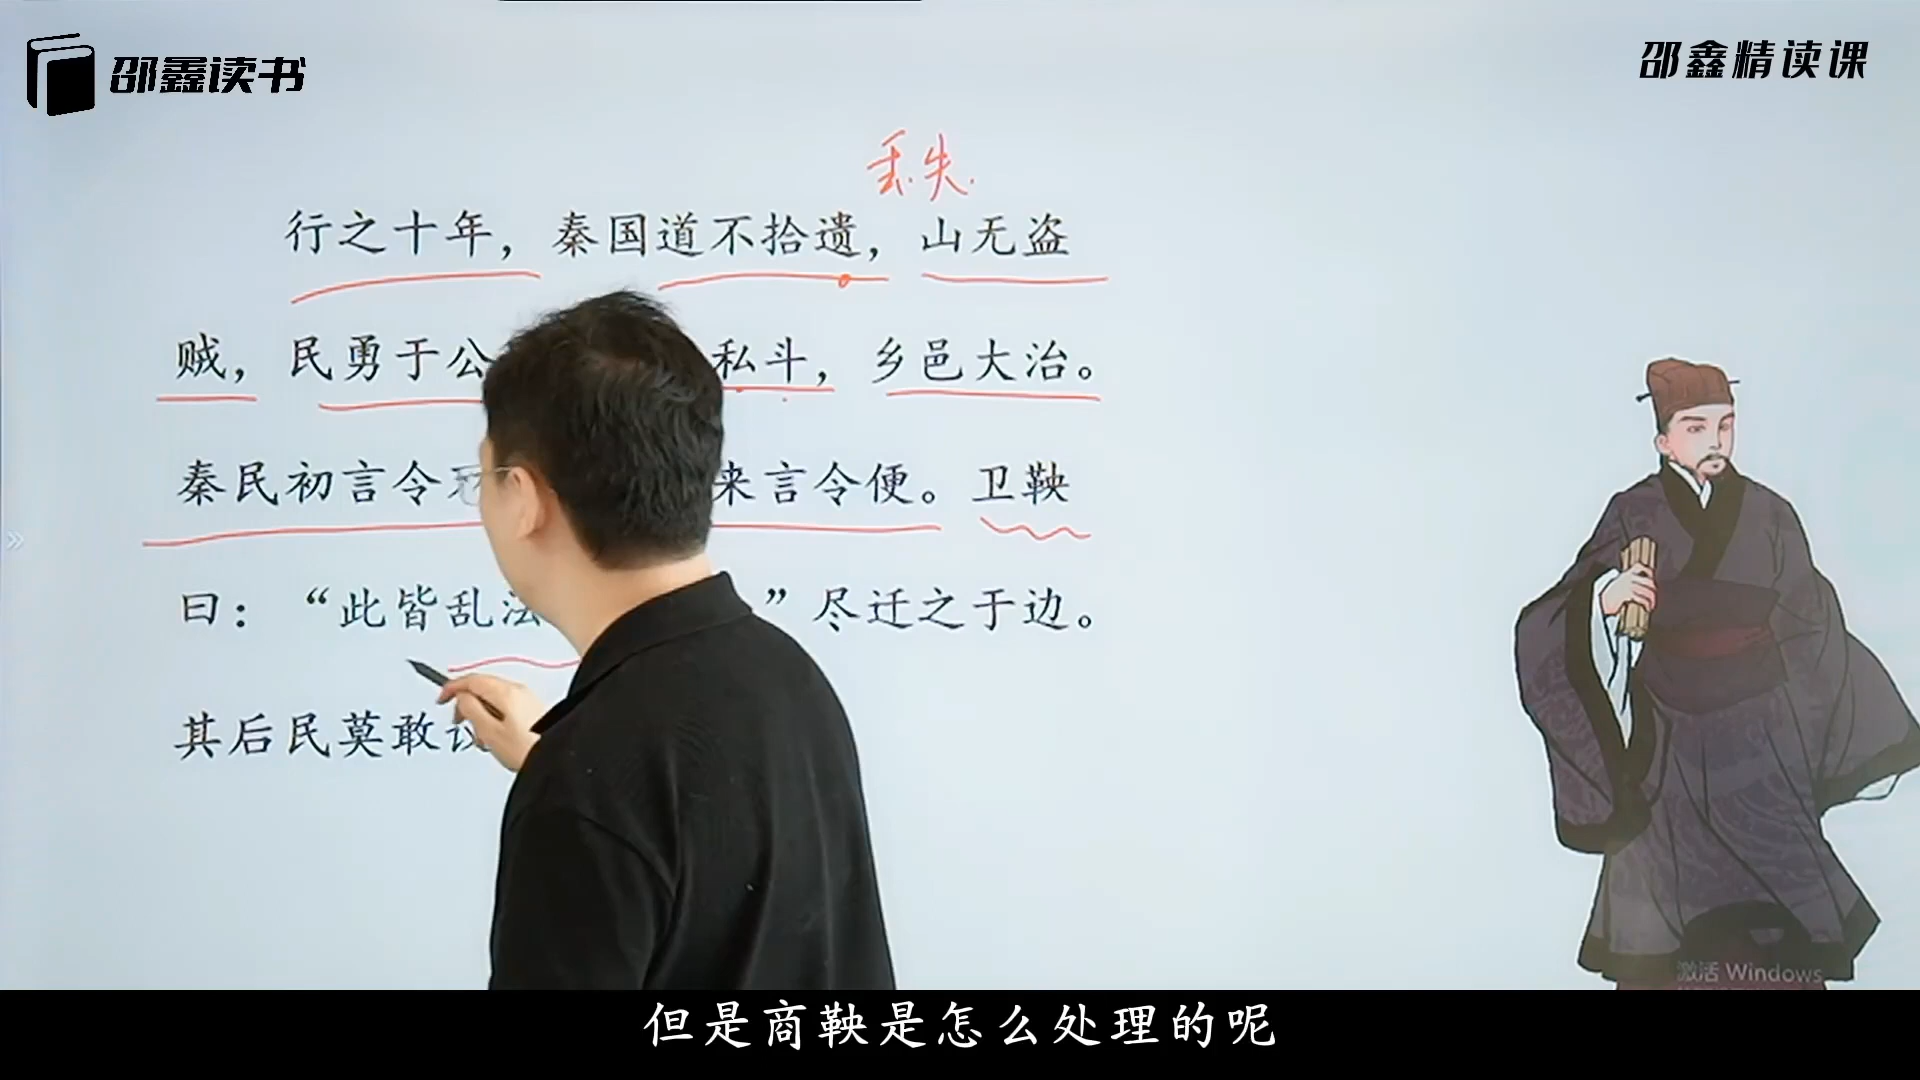 邵鑫读书
邵鑫精读课
丢失
行之十年，秦国道不拾遗，山无盗
贼，民勇于公 私斗，乡邑大治。
秦民初言令 来言令便。卫鞅
曰：“此皆乱法 ”尽迁之于边。
其后民莫敢议
激活 Windows
但是商鞅是怎么处理的呢